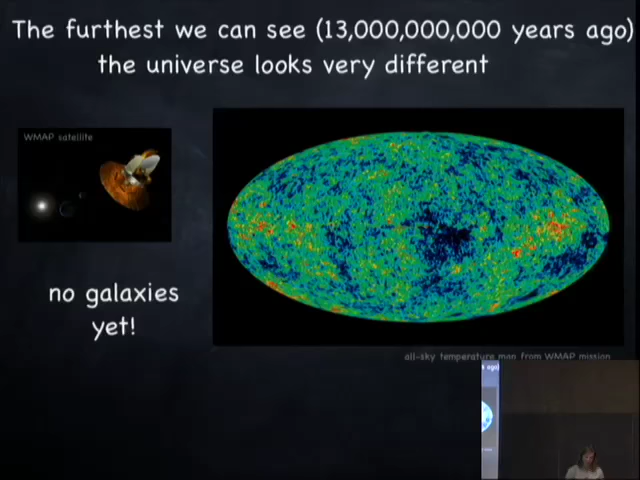 The furthest we can see (13,000,000,000 years ago)
the universe looks very different
WMAP satellite
no galaxies
yet!
all-sky temperature map from WMAP mission
ago)